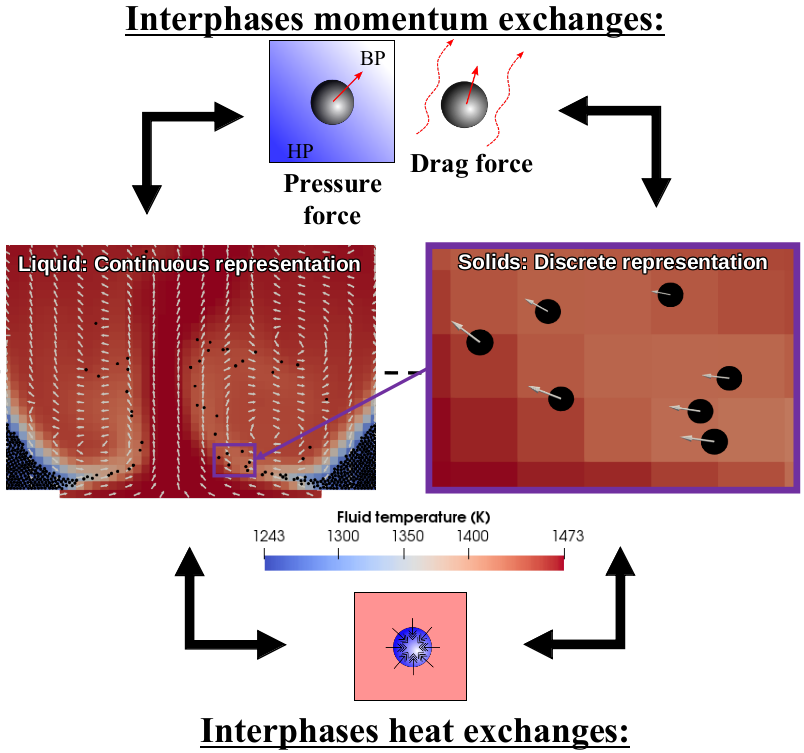 Interphases momentum exchanges:
BP
HP
Pressure
force
Drag force
Liquid: Continuous representation
Solids: Discrete representation
Fluid temperature (K)
1243 1300 1350 1400 1473
Interphases heat exchanges: